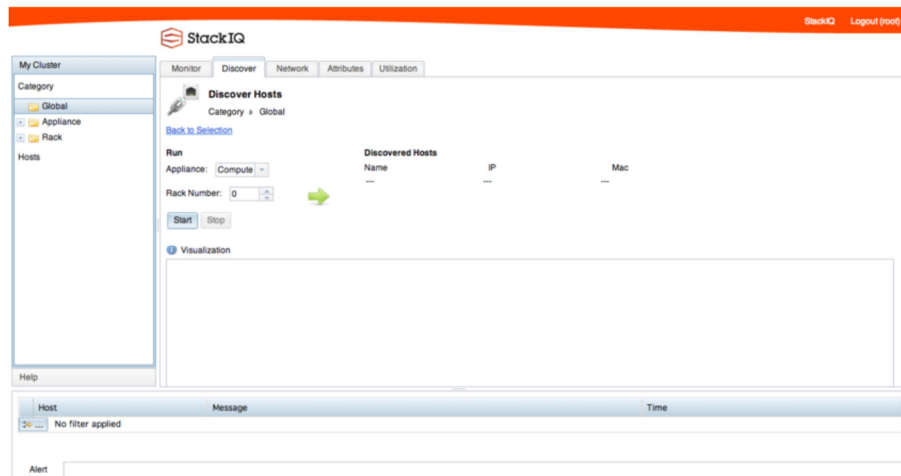 StackIQ Logout (root)
StackIQ
My Cluster
Category
Global
Appliance
Rack
Hosts
Help
Monitor Discover Network Attributes Utilization
Discover Hosts
Category Global
Back to Selection
Run
Appliance: Compute
Rack Number: 0
Start Stop
Discovered Hosts
Name IP Mac
--- --- ---
Visualization
Host Message Time
... No filter applied
Alert